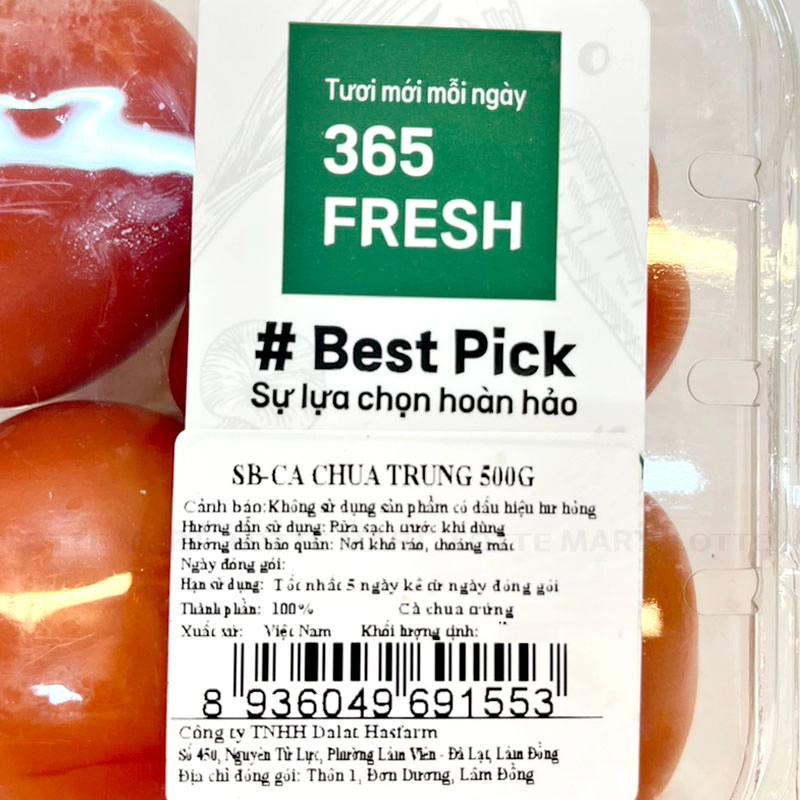 Tươi mới mỗi ngày
365
FRESH
# Best Pick
Sự lựa chọn hoàn hảo
SB-CA CHUA TRUNG 500G
Cảnh báo:Không sử dụng sản phẩm có dấu hiệu hư hỏng
Hướng dẫn sử dụng: Rửa sạch trước khi dùng
Hướng dẫn bảo quản: Nơi khô ráo, thoáng mát
Ngày đóng gói:
Hạn sử dụng: Tốt nhất 5 ngày kể từ ngày đóng gói
Thành phần: 100% Cà chua trứng
Xuất xứ: Việt Nam Khối lượng tịnh:
8 936049 691553
Công ty TNHH Dalat Hasfarm
Số 450, Nguyên Tử Lực, Phường Lâm Viên - Đà Lạt, Lâm Đồng
Địa chỉ đóng gói: Thôn 1, Đơn Dương, Lâm Đồng